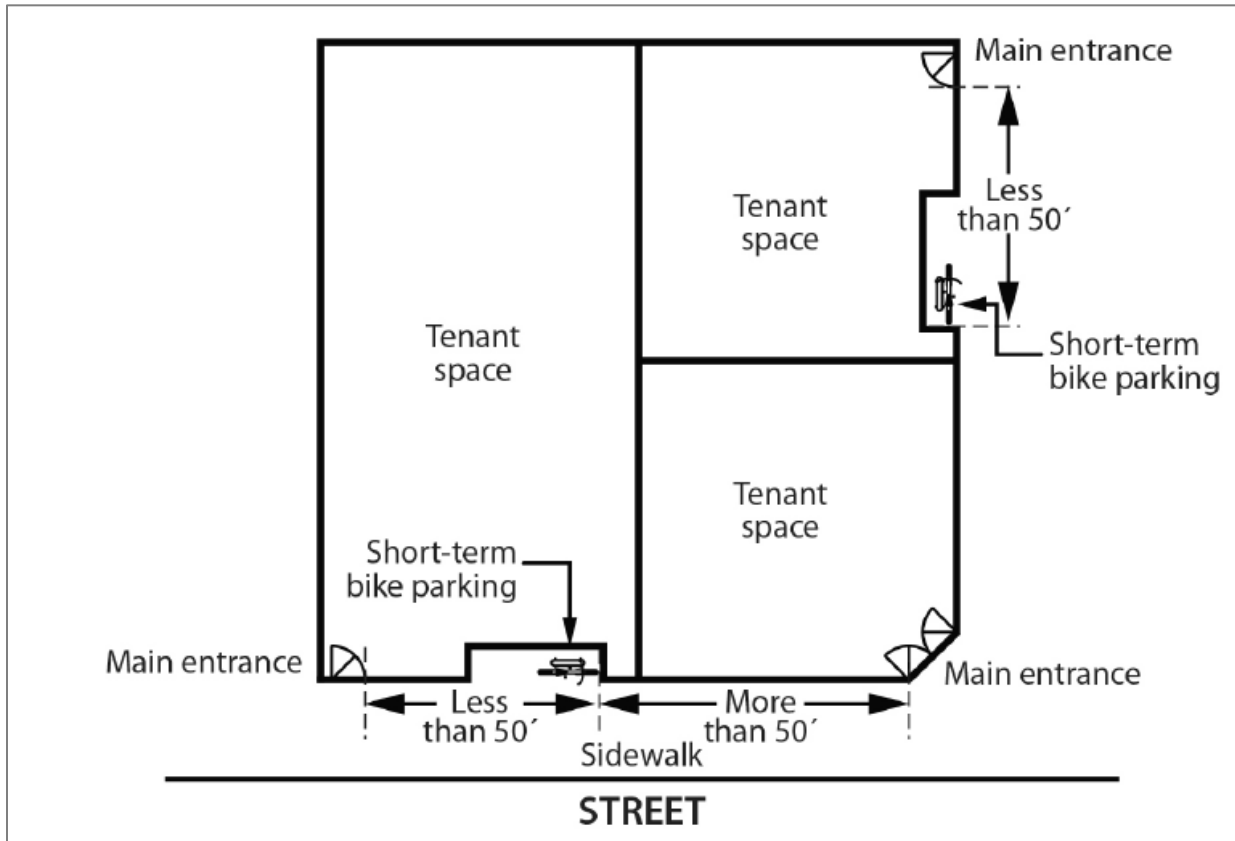 Main entrance
Less
than 50´
Tenant
space
Short-term
bike parking
Tenant
space
Tenant
space
Short-term
bike parking
Main entrance
Main entrance
Less
than 50´
More
than 50´
Sidewalk
STREET